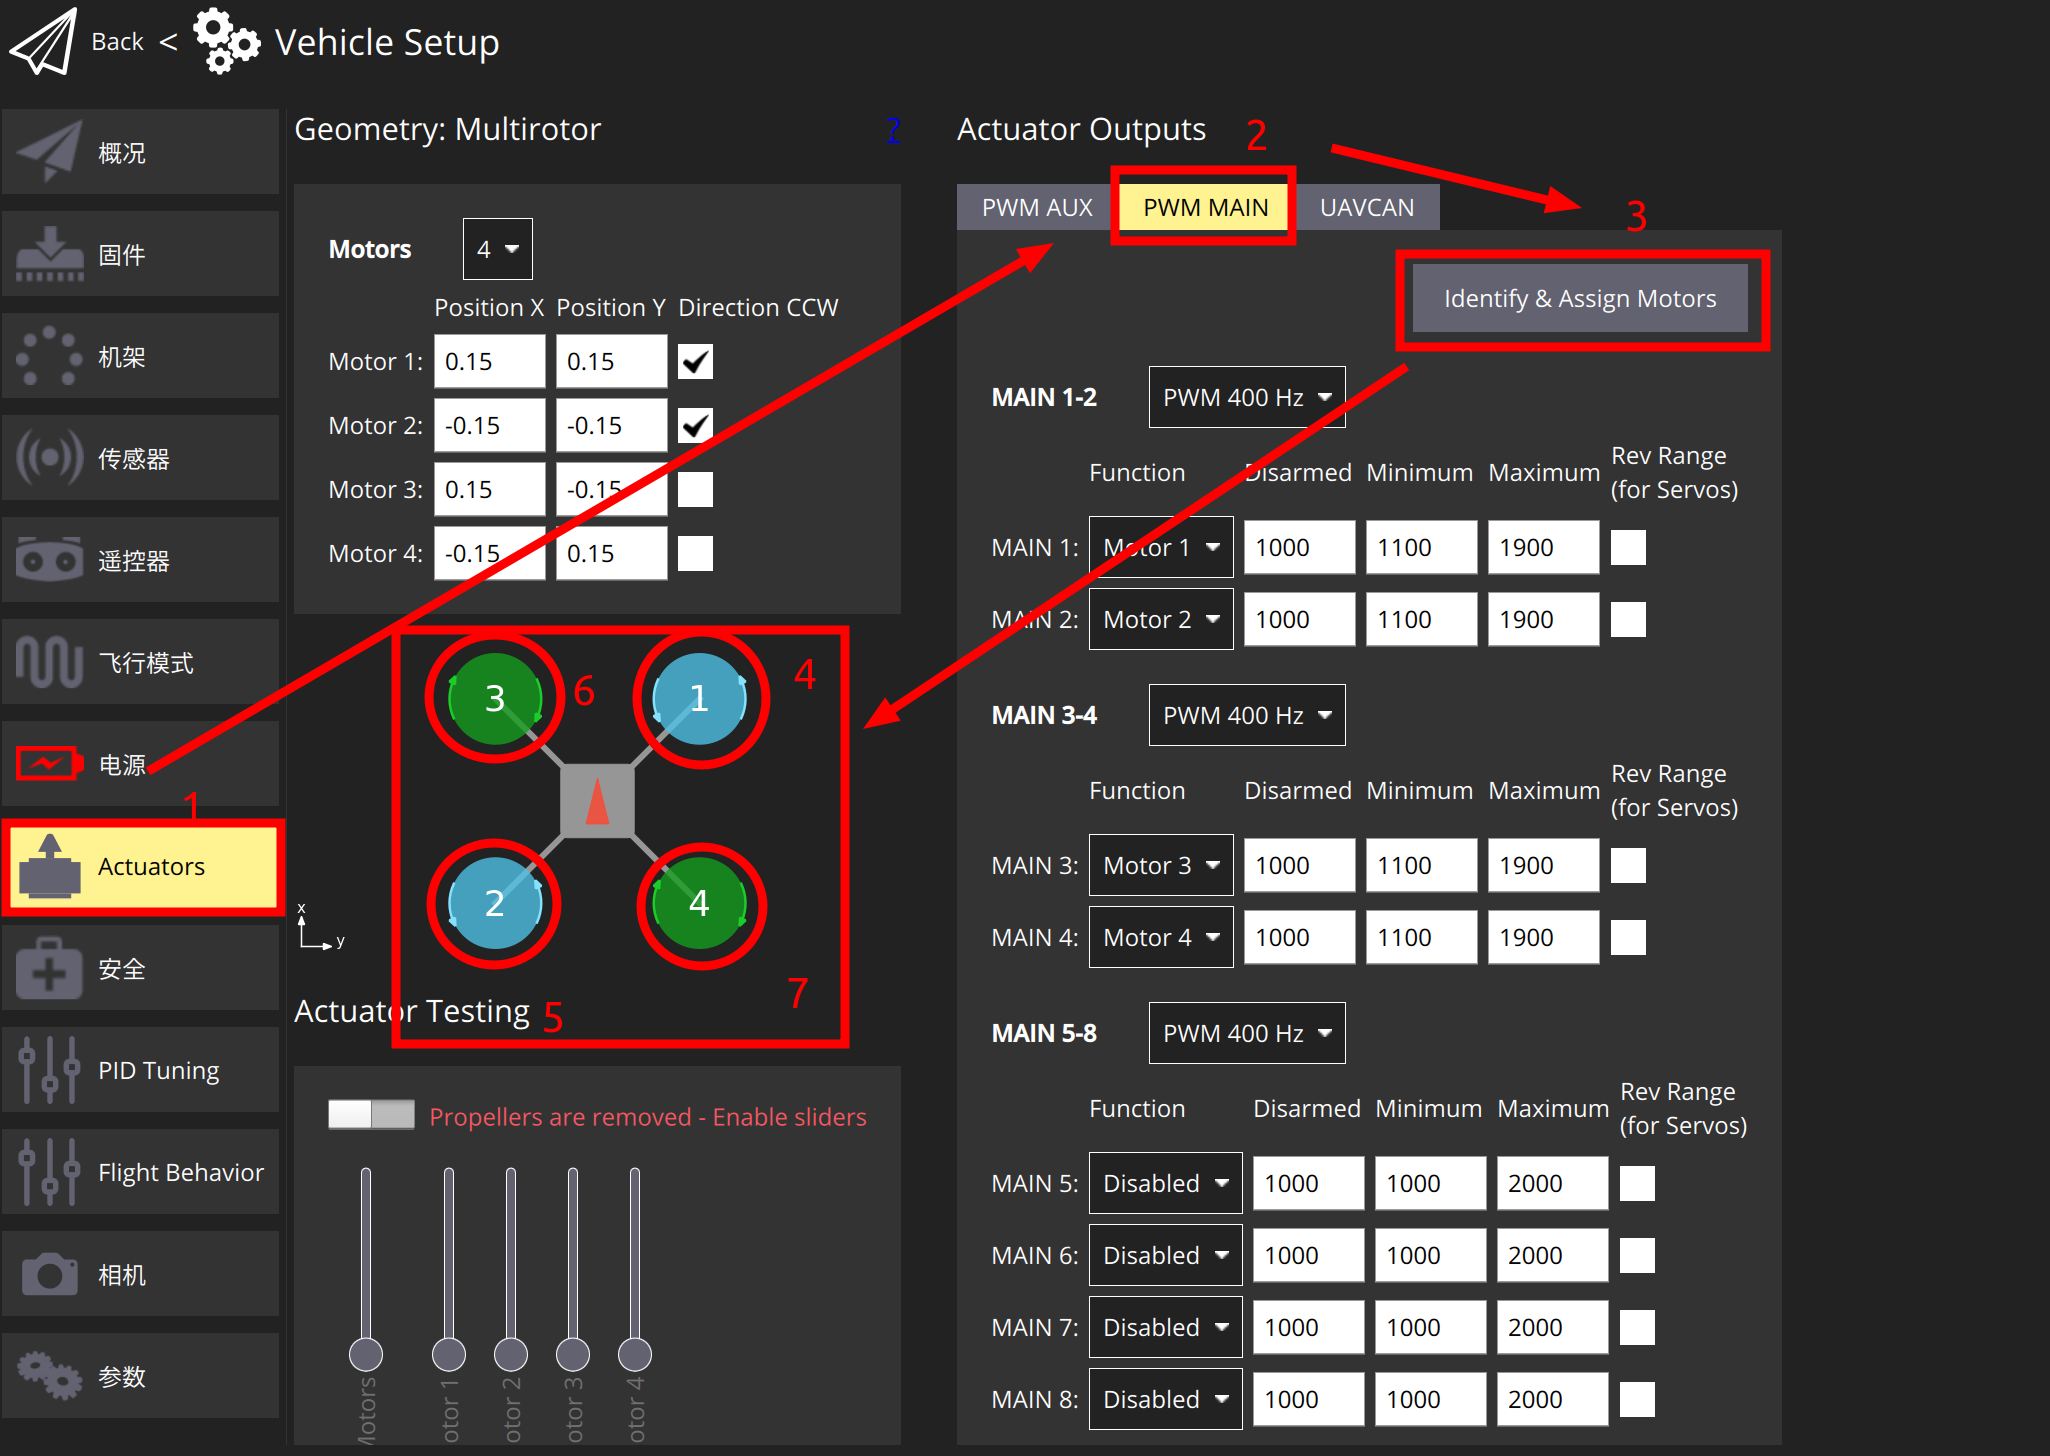 Back < Vehicle Setup
概况
固件
机架
传感器
遥控器
飞行模式
电源
1
Actuators
安全
PID Tuning
Flight Behavior
相机
参数
Geometry: Multirotor ?
Motors 4
Position X Position Y Direction CCW
Motor 1: 0.15 0.15
Motor 2: -0.15 -0.15
Motor 3: 0.15 -0.15
Motor 4: -0.15 0.15
3 6 1 4
2 4
x
y
7
Actuator Testing 5
Propellers are removed - Enable sliders
Motors
otor 1
otor 2
otor 3
otor 4
Actuator Outputs 2
PWM AUX PWM MAIN UAVCAN
3
Identify & Assign Motors
MAIN 1-2 PWM 400 Hz
Function Disarmed Minimum Maximum Rev Range
(for Servos)
MAIN 1: Motor 1 1000 1100 1900
MAIN 2: Motor 2 1000 1100 1900
MAIN 3-4 PWM 400 Hz
Function Disarmed Minimum Maximum Rev Range
(for Servos)
MAIN 3: Motor 3 1000 1100 1900
MAIN 4: Motor 4 1000 1100 1900
MAIN 5-8 PWM 400 Hz
Function Disarmed Minimum Maximum Rev Range
(for Servos)
MAIN 5: Disabled 1000 1000 2000
MAIN 6: Disabled 1000 1000 2000
MAIN 7: Disabled 1000 1000 2000
MAIN 8: Disabled 1000 1000 2000